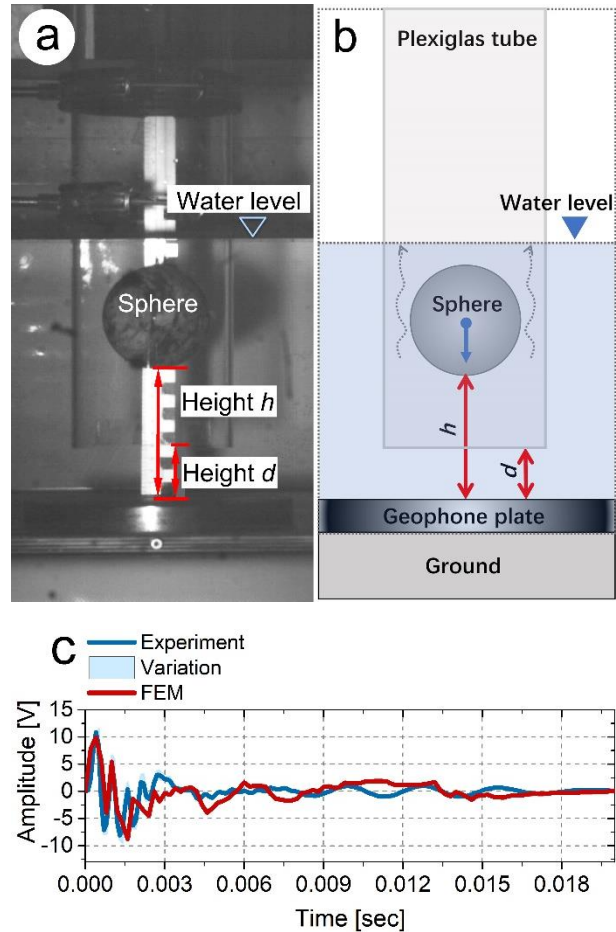 a
Water level
Sphere
Height h
Height d
b
Plexiglas tube
Water level
Sphere
h
d
Geophone plate
Ground
c
Experiment
Variation
FEM
Amplitude [V]
15
10
5
0
-5
-10
0.000 0.003 0.006 0.009 0.012 0.015 0.018
Time [sec]